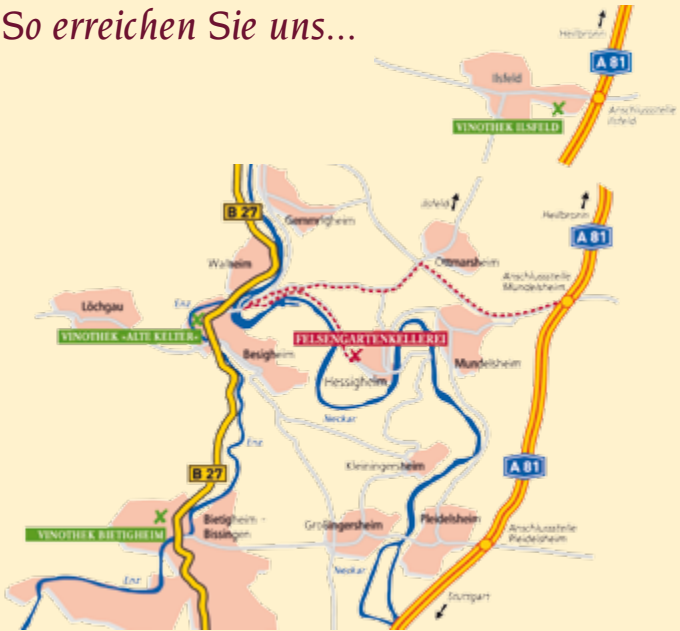 So erreichen Sie uns...
Heilbronn
A 81
Ilsfeld
Anschlussstelle
Ilsfeld
VINOTHEK ILSFELD
B 27
Gemmrigheim
Ilsfeld
Heilbronn
A 81
Walheim
Ottmarsheim
Anschlussstelle
Mundelsheim
Löchgau
Enz
VINOTHEK »ALTE KELTER«
FELSENGARTENKELLEREI
Besigheim
Mundelsheim
Hessigheim
Neckar
Enz
B 27
Kleiningersheim
A 81
Bietigheim -
Bissingen
Großingersheim
Pleidelsheim
Anschlussstelle
Pleidelsheim
VINOTHEK BIETIGHEIM
Enz
Neckar
Stuttgart